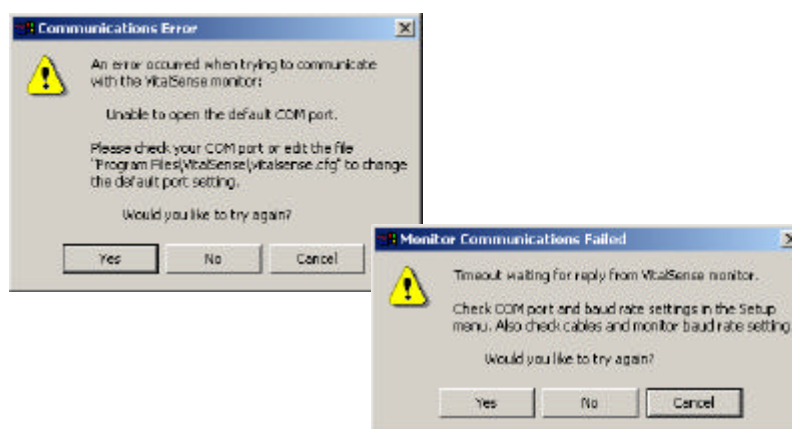 Communications Error
An error occurred when trying to communicate
with the VitalSense monitor:
Unable to open the default COM port.
Please check your COM port or edit the file
"Program Files\VitalSense\vitalsense.cfg" to change
the default port setting.
Would you like to try again?
Yes No Cancel
Monitor Communications Failed
Timeout waiting for reply from VitalSense monitor.
Check COM port and baud rate settings in the Setup
menu. Also check cables and monitor baud rate setting
Would you like to try again?
Yes No Cancel